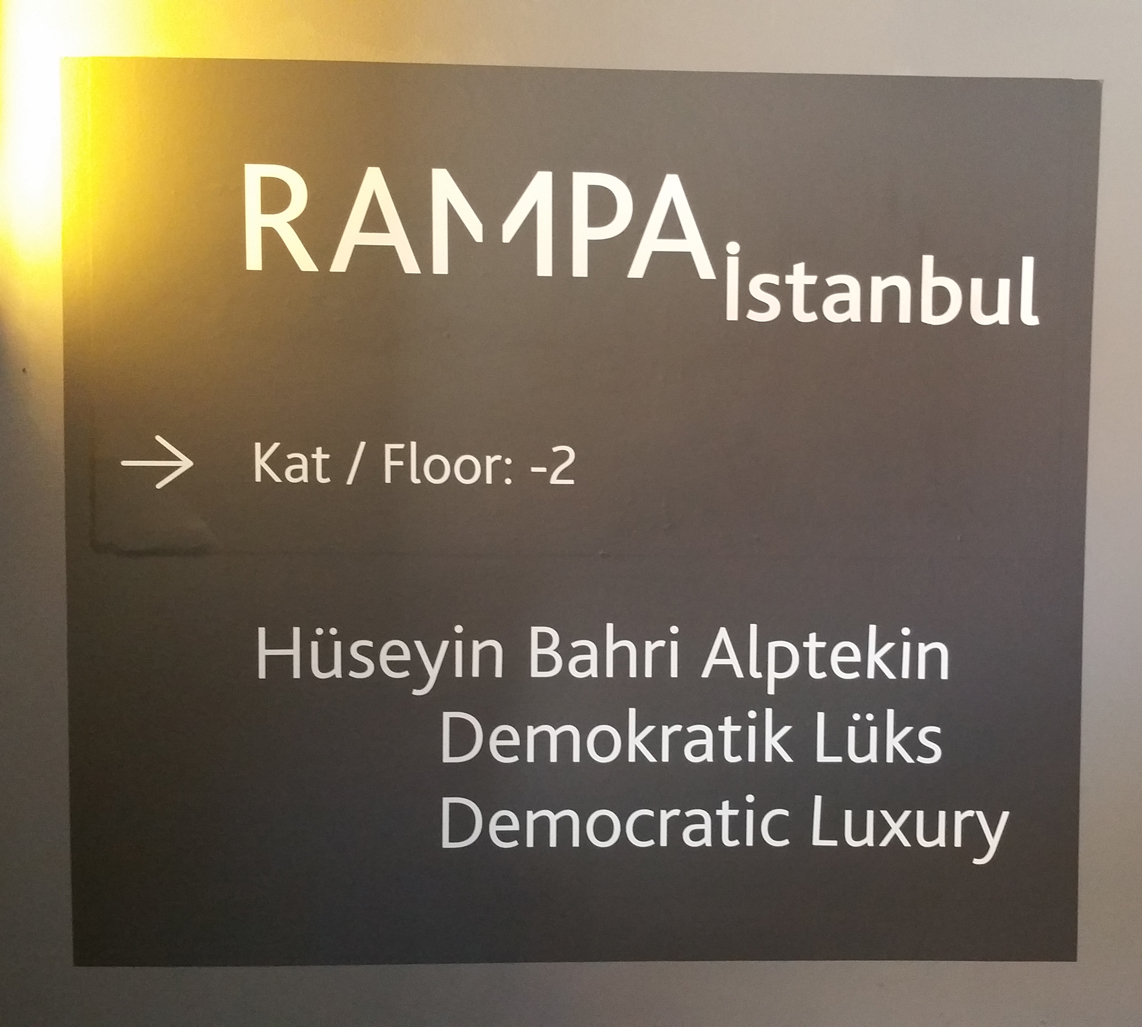 RAMPA
İstanbul
→ Kat / Floor: -2
Hüseyin Bahri Alptekin
Demokratik Lüks
Democratic Luxury